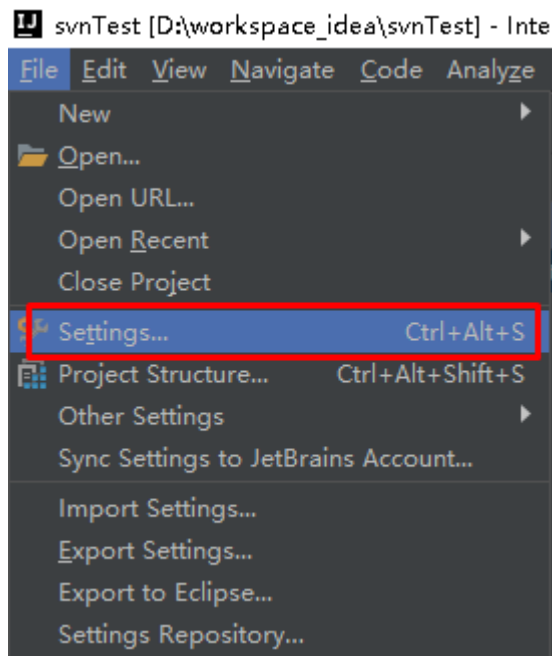 IJ svnTest [D:\workspace_idea\svnTest] - Inte
File Edit View Navigate Code Analyze
New
Open...
Open URL...
Open Recent
Close Project
Settings... Ctrl+Alt+S
Project Structure... Ctrl+Alt+Shift+S
Other Settings
Sync Settings to JetBrains Account...
Import Settings...
Export Settings...
Export to Eclipse...
Settings Repository...